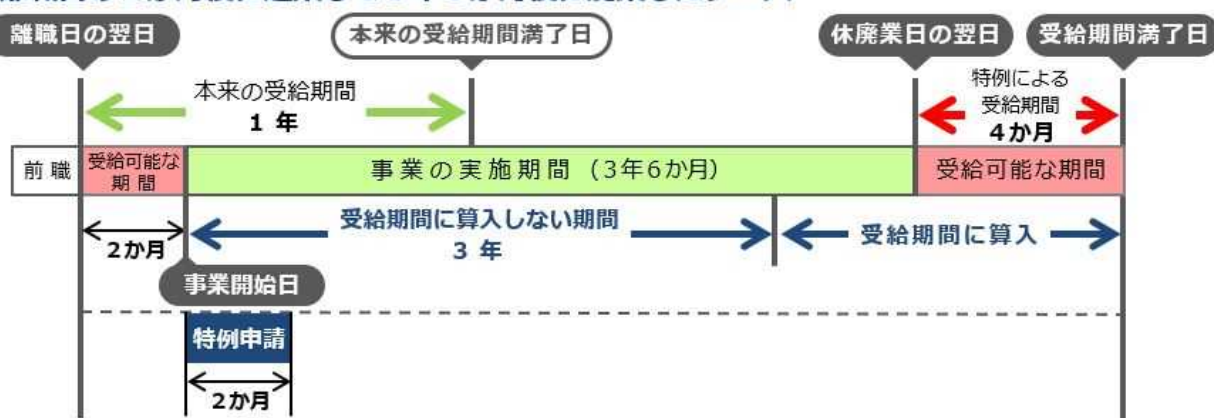 離職日の翌日
本来の受給期間満了日
休廃業日の翌日
受給期間満了日
本来の受給期間
1 年
特例による
受給期間
4か月
前 職
受給可能な
期 間
事 業 の 実 施 期 間 (3年6か月)
受給可能な期間
2か月
受給期間に算入しない期間
3 年
受給期間に算入
事業開始日
特例申請
2か月